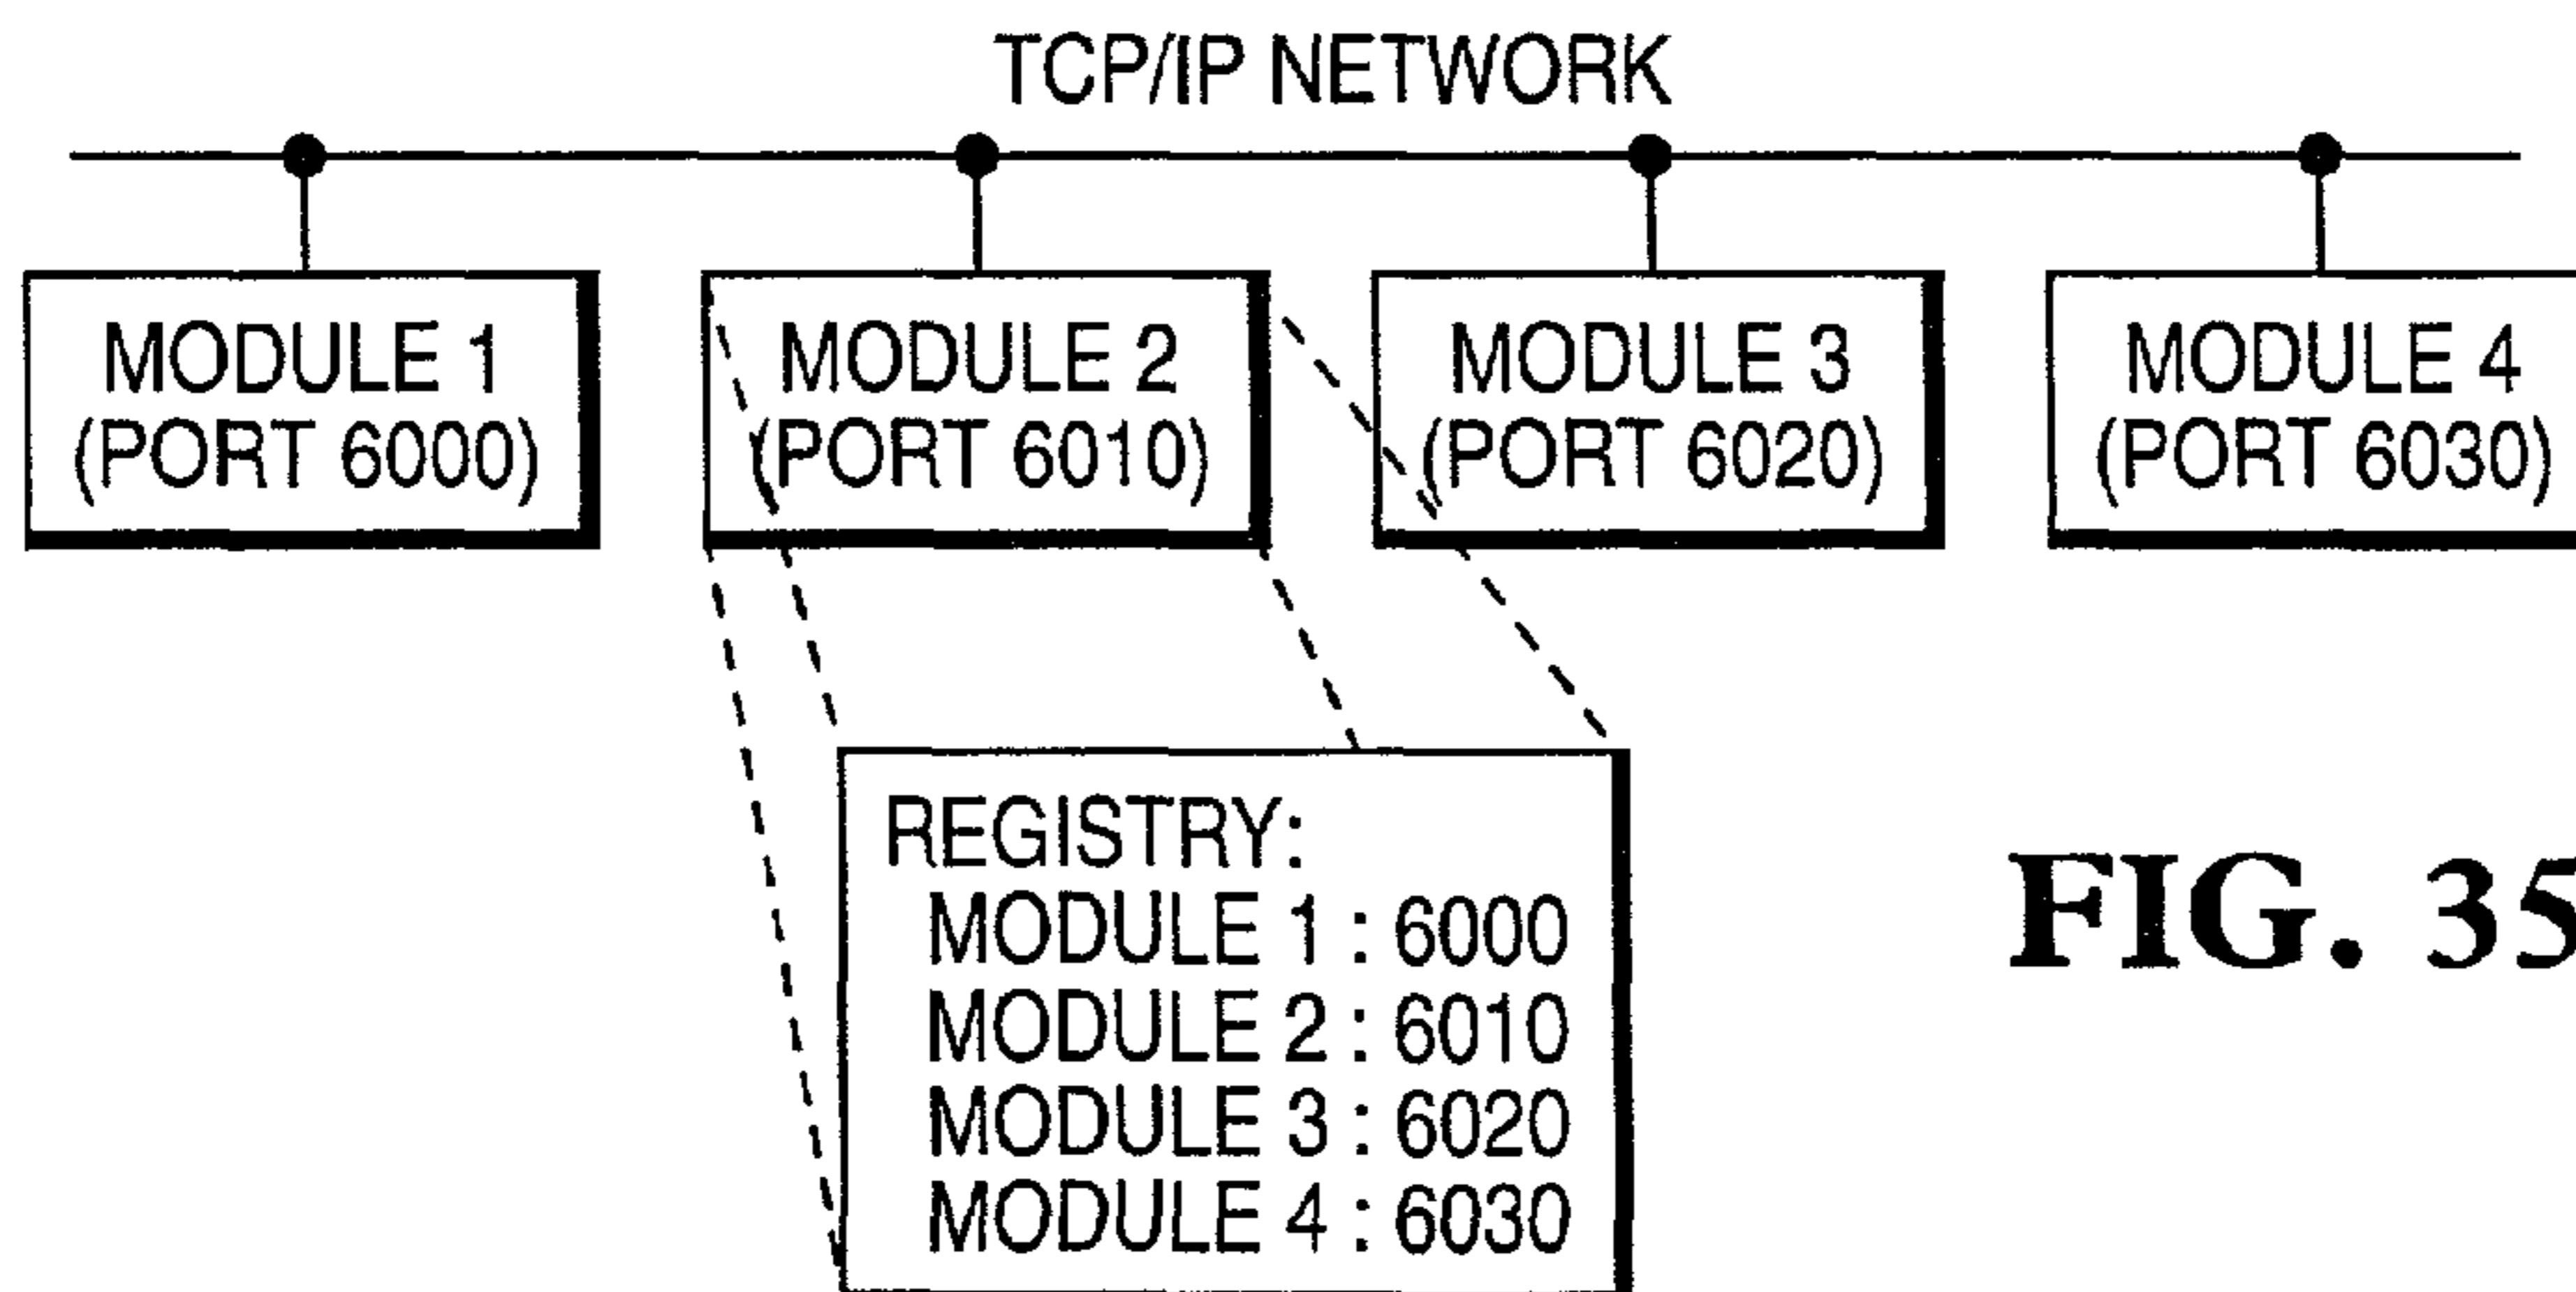 TCP/IP NETWORK
MODULE 1
(PORT 6000)
MODULE 2
(PORT 6010)
MODULE 3
(PORT 6020)
MODULE 4
(PORT 6030)
REGISTRY:
MODULE 1 : 6000
MODULE 2 : 6010
MODULE 3 : 6020
MODULE 4 : 6030
FIG. 35